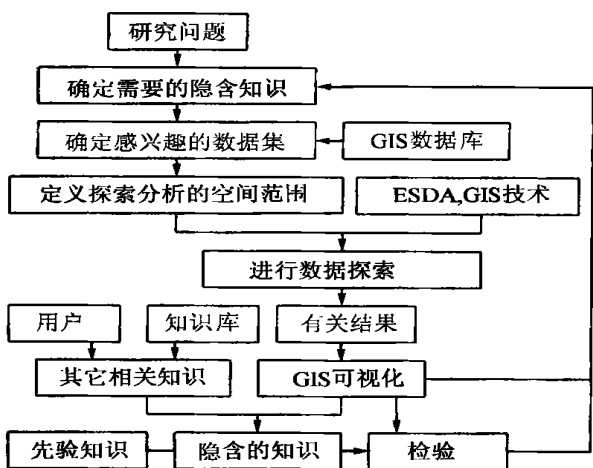 研究问题
确定需要的隐含知识
确定感兴趣的数据集
GIS数据库
定义探索分析的空间范围
ESDA,GIS技术
进行数据探索
用户
知识库
有关结果
其它相关知识
GIS可视化
先验知识
隐含的知识
检验